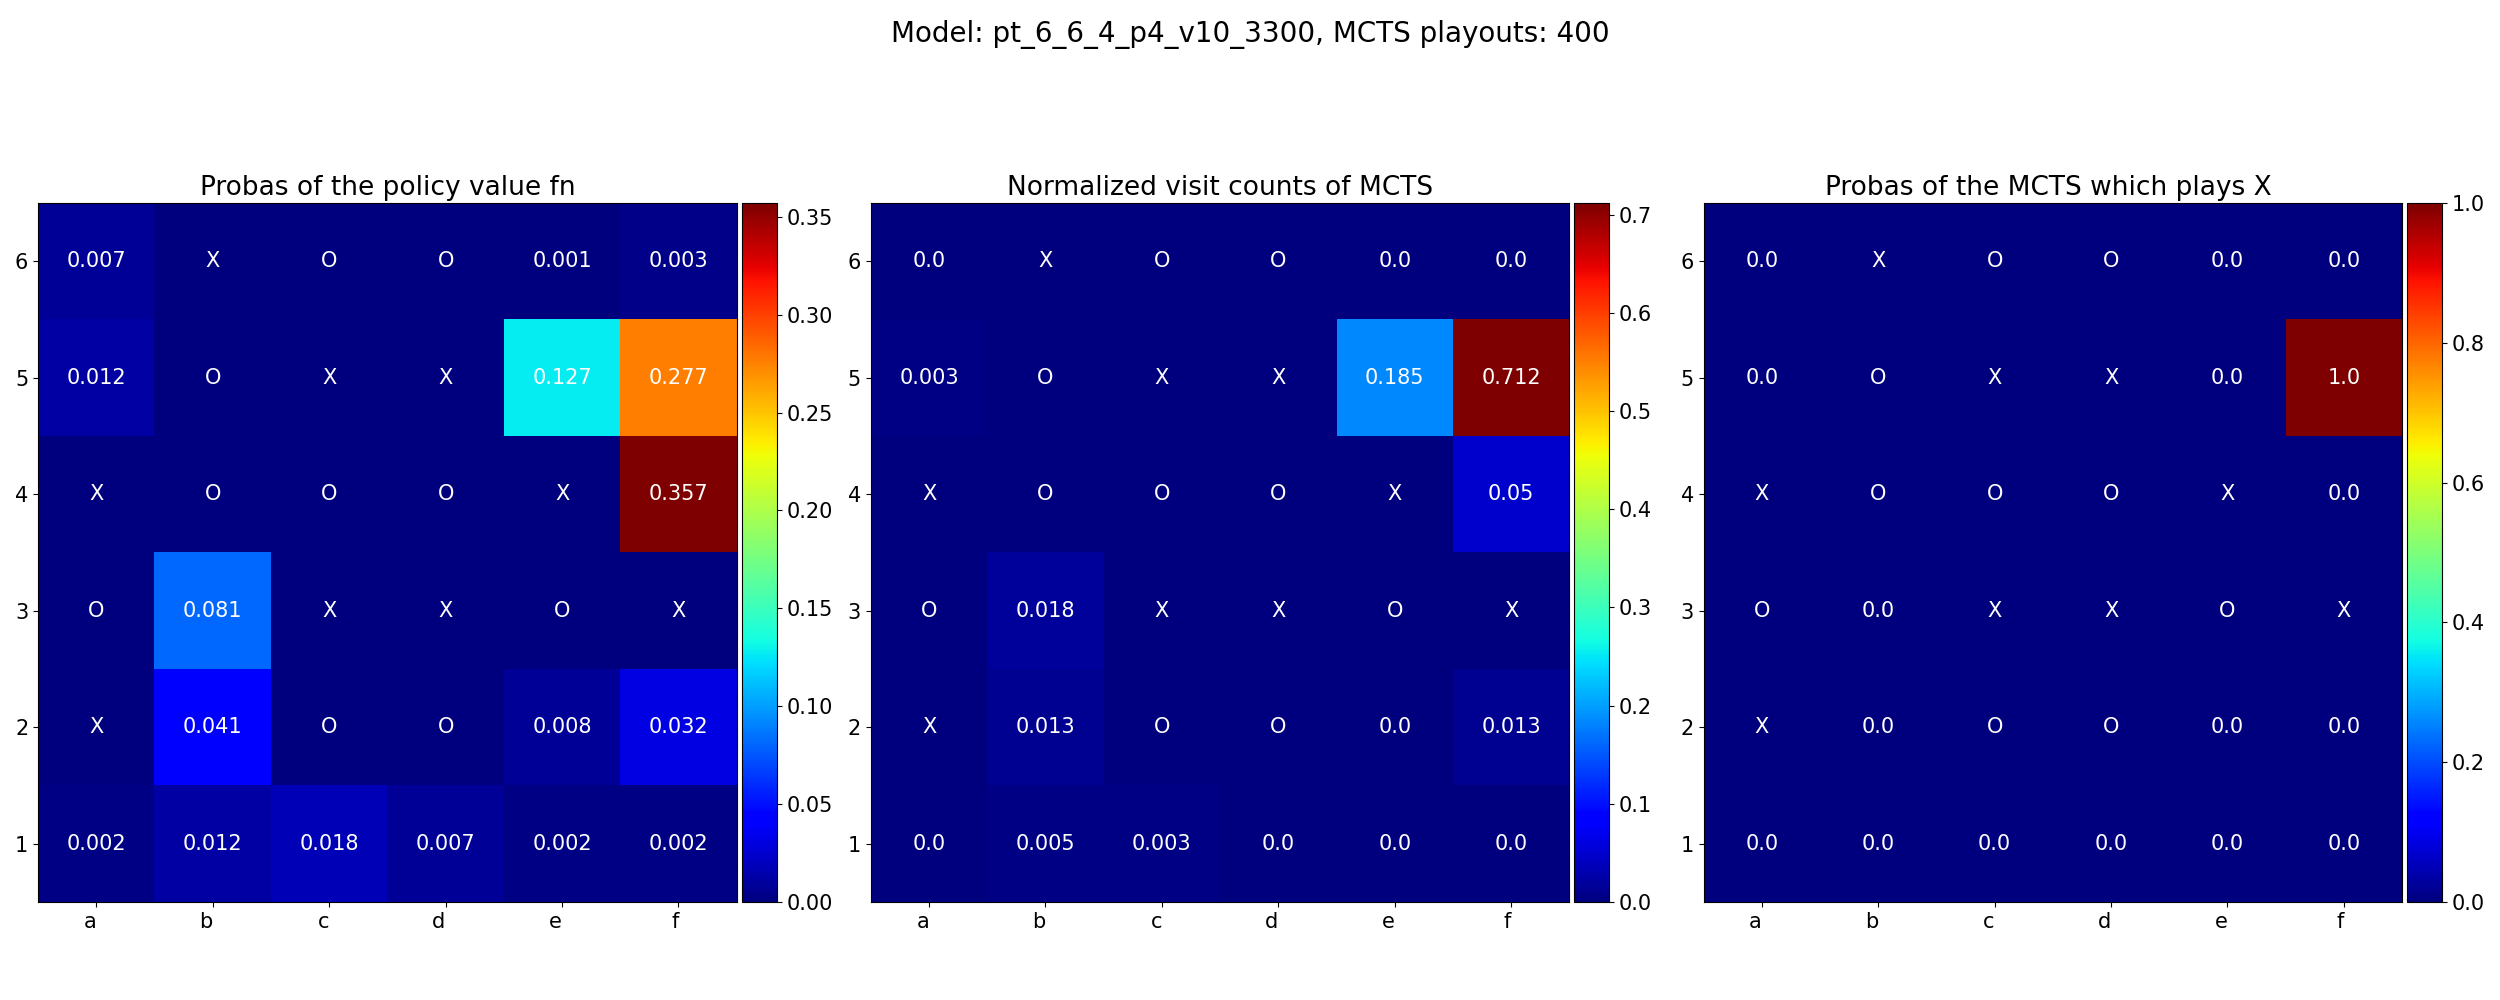 Model: pt_6_6_4_p4_v10_3300, MCTS playouts: 400
Probas of the policy value fn
6 0.007 X O O 0.001 0.003
5 0.012 O X X 0.127 0.277
4 X O O O X 0.357
3 O 0.081 X X O X
2 X 0.041 O O 0.008 0.032
1 0.002 0.012 0.018 0.007 0.002 0.002
a b c d e f
0.35
0.30
0.25
0.20
0.15
0.10
0.05
0.00
Normalized visit counts of MCTS
6 0.0 X O O 0.0 0.0
5 0.003 O X X 0.185 0.712
4 X O O O X 0.05
3 O 0.018 X X O X
2 X 0.013 O O 0.0 0.013
1 0.0 0.005 0.003 0.0 0.0 0.0
a b c d e f
0.7
0.6
0.5
0.4
0.3
0.2
0.1
0.0
Probas of the MCTS which plays X
6 0.0 X O O 0.0 0.0
5 0.0 O X X 0.0 1.0
4 X O O O X 0.0
3 O 0.0 X X O X
2 X 0.0 O O 0.0 0.0
1 0.0 0.0 0.0 0.0 0.0 0.0
a b c d e f
1.0
0.8
0.6
0.4
0.2
0.0